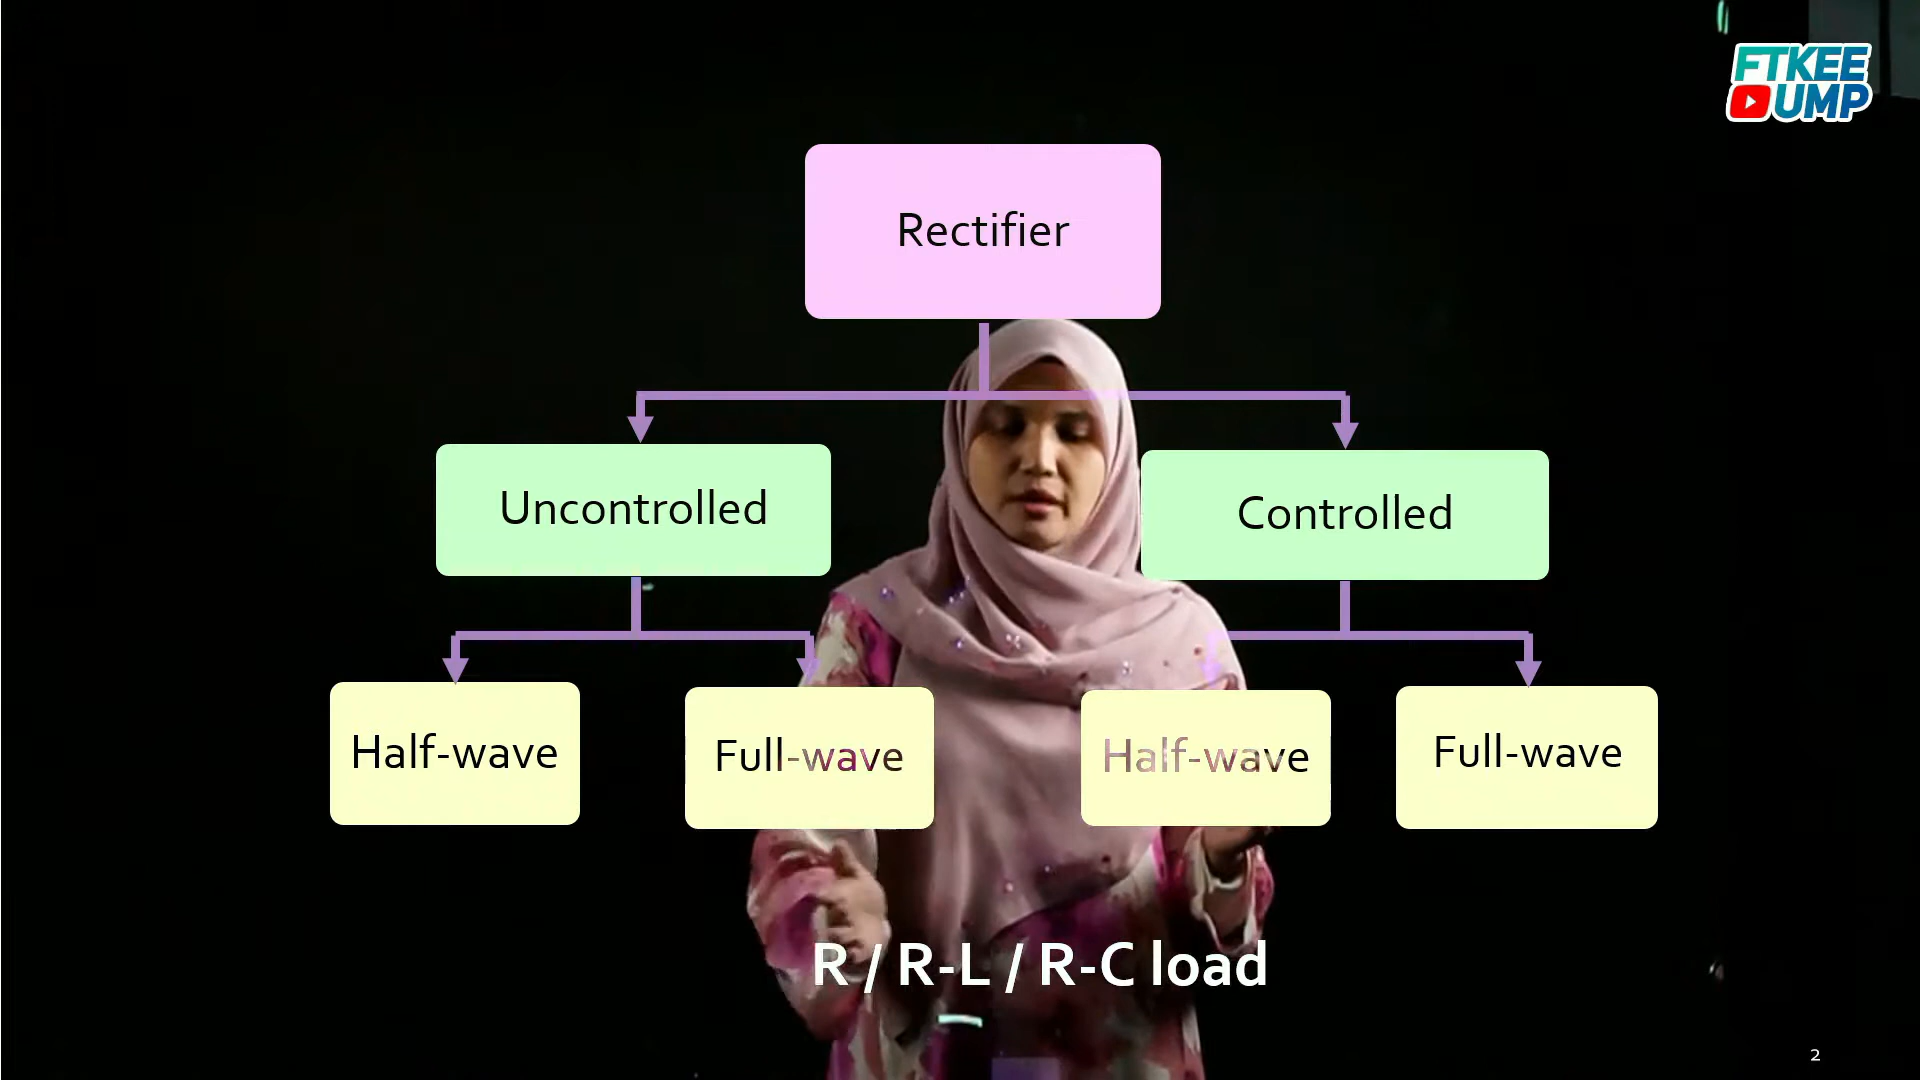 FTKEE
UMP
Rectifier
Uncontrolled
Controlled
Half-wave
Full-wave
Half-wave
Full-wave
R / R-L / R-C load
2